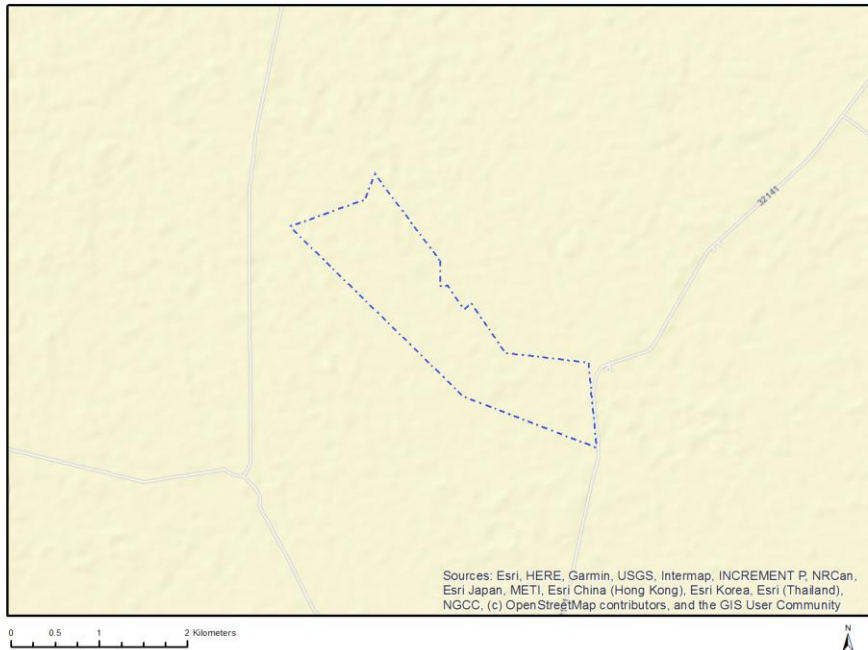 32141
Sources: Esri, HERE, Garmin, USGS, Intermap, INCREMENT P, NRCan,
Esri Japan, METI, Esri China (Hong Kong), Esri Korea, Esri (Thailand),
NGCC, (c) OpenStreetMap contributors, and the GIS User Community
0 0.5 1 2 Kilometers
N